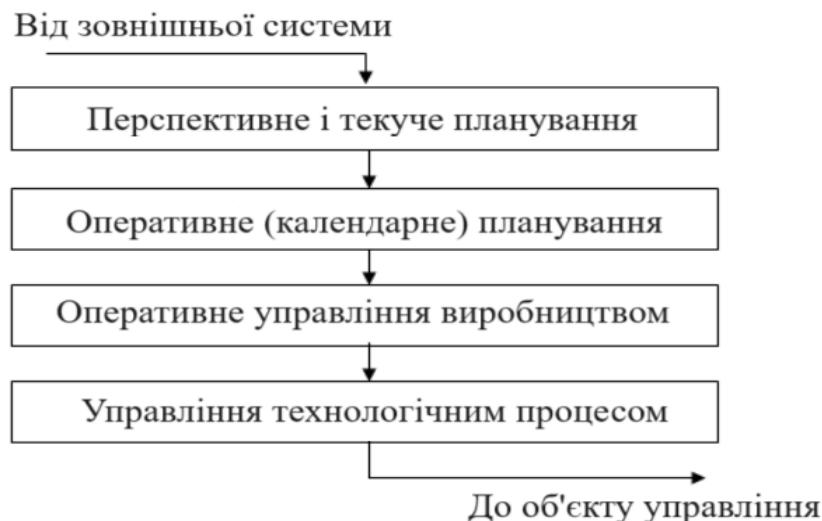 Від зовнішньої системи
Перспективне і текуче планування
Оперативне (календарне) планування
Оперативне управління виробництвом
Управління технологічним процесом
До об'єкту управління